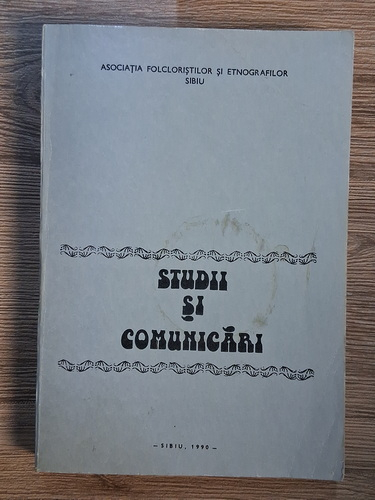 ASOCIAȚIA FOLCLORIȘTILOR ȘI ETNOGRAFILOR
SIBIU
STUDII
ȘI
COMUNICĂRI
– SIBIU, 1990 –